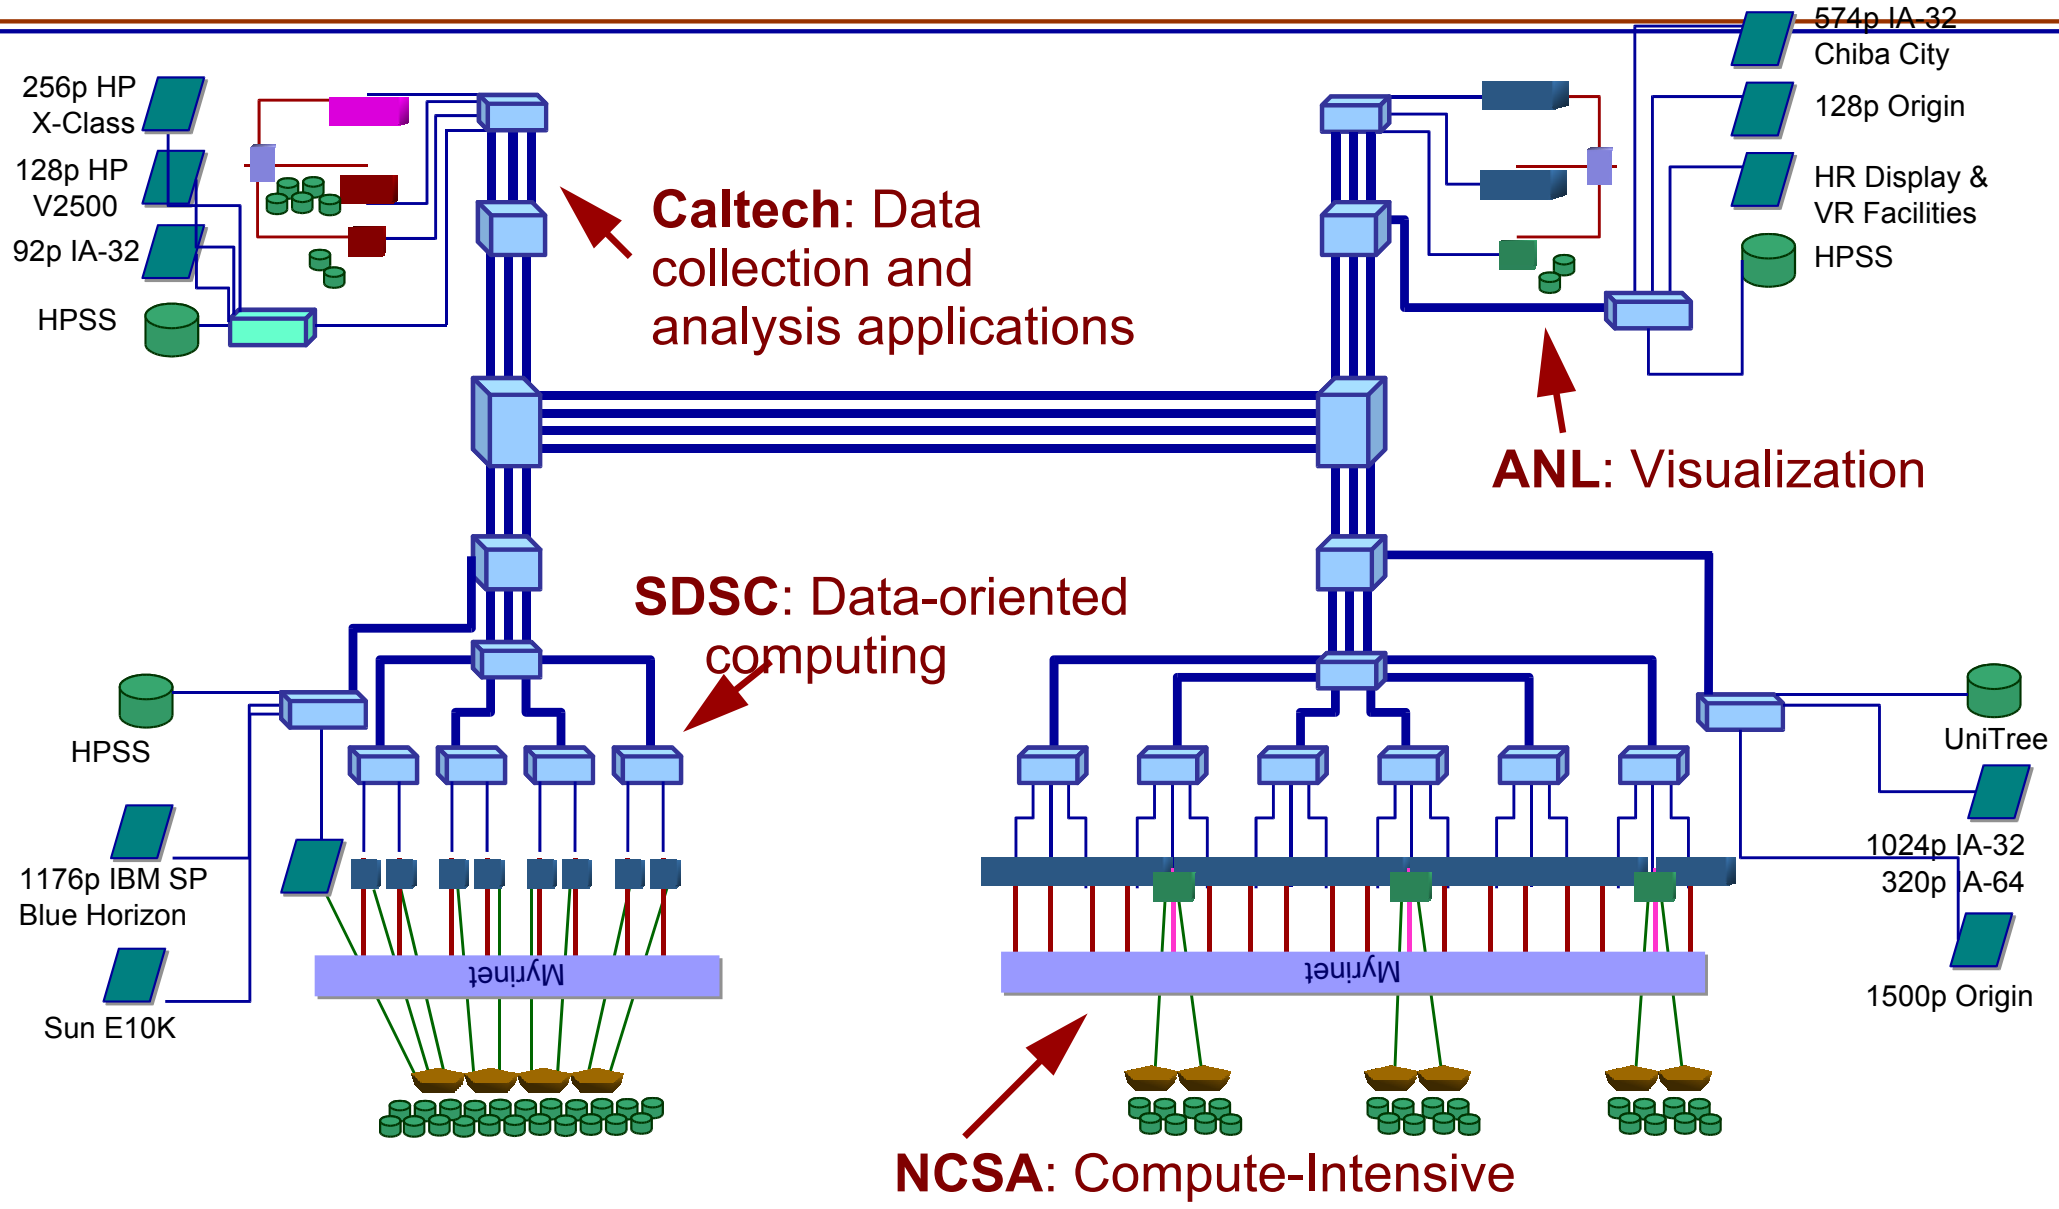 574p IA-32
Chiba City
256p HP
X-Class
128p Origin
128p HP
V2500
HR Display &
VR Facilities
92p IA-32
HPSS
HPSS
Caltech: Data
collection and
analysis applications
ANL: Visualization
SDSC: Data-oriented
computing
HPSS
UniTree
1176p IBM SP
Blue Horizon
1024p IA-32
320p IA-64
Myrinet
Myrinet
Sun E10K
1500p Origin
NCSA: Compute-Intensive